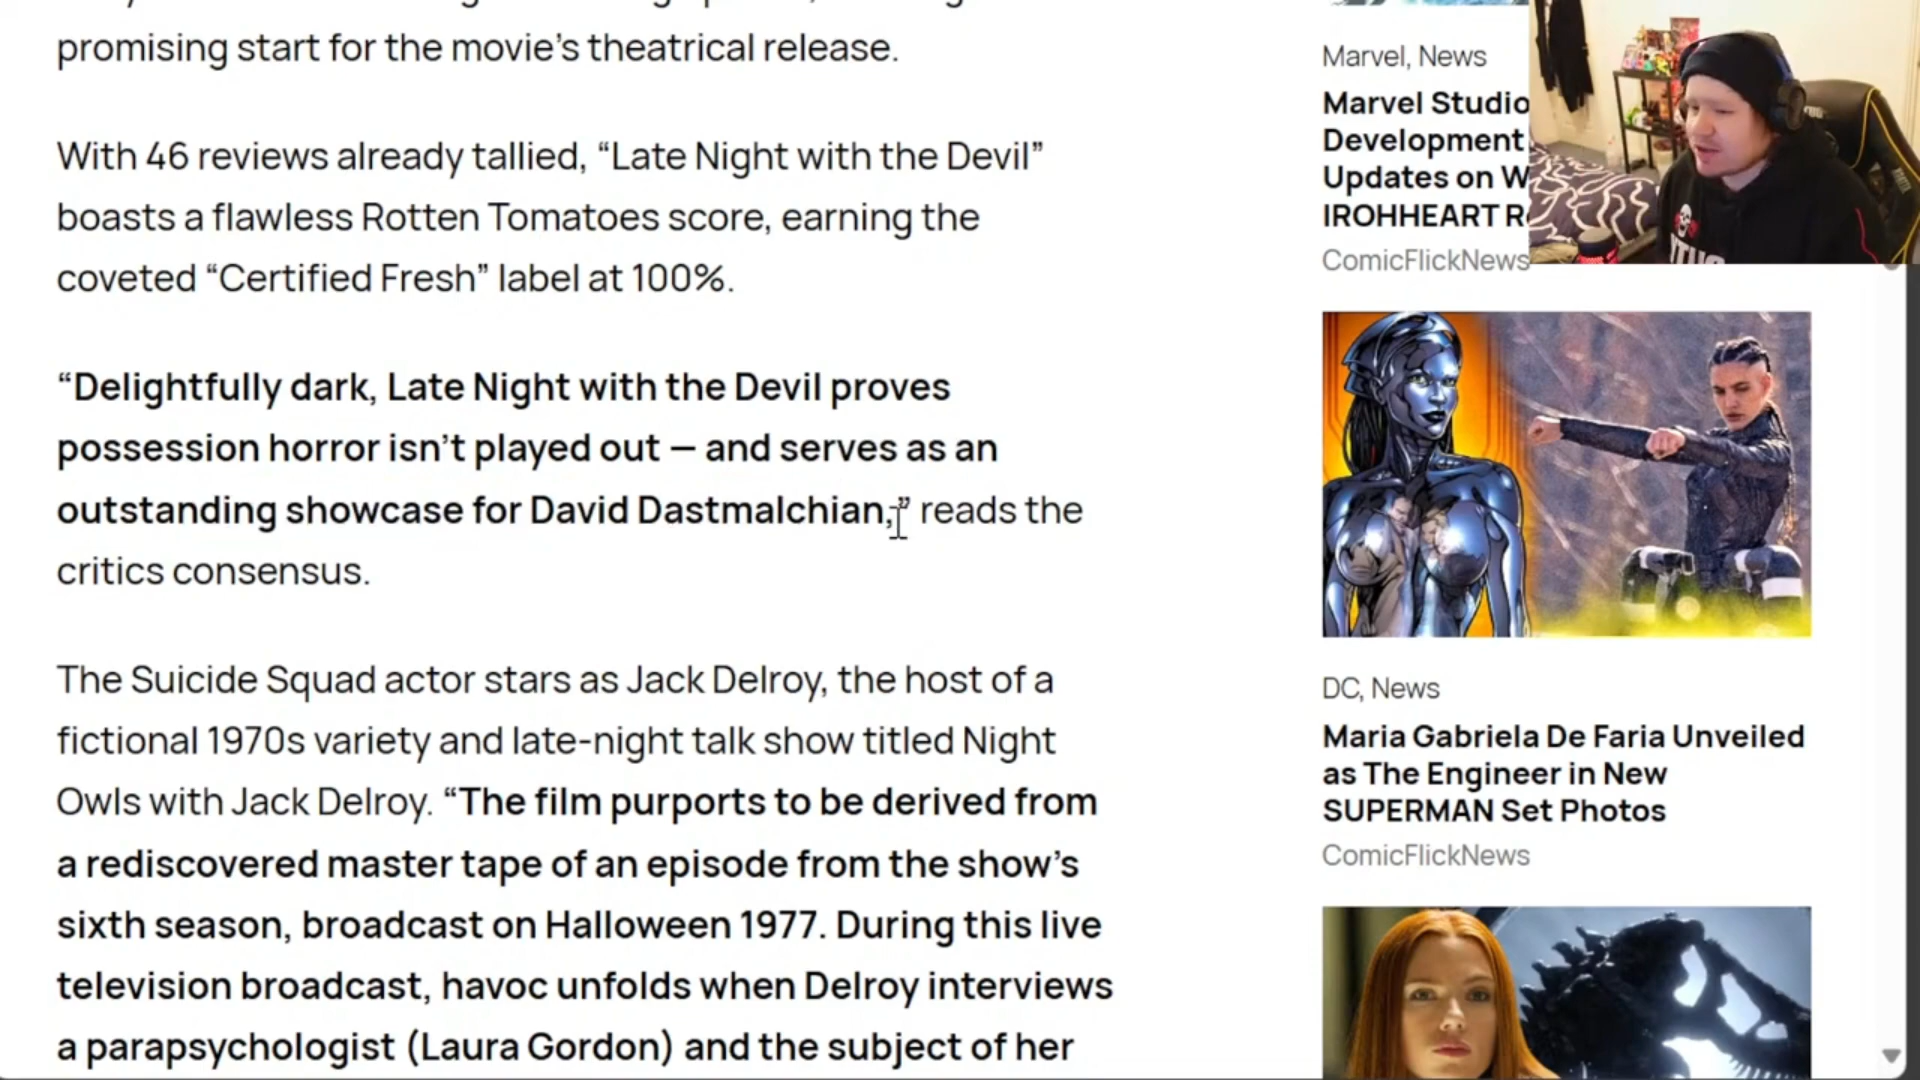 promising start for the movie’s theatrical release.
With 46 reviews already tallied, “Late Night with the Devil”
boasts a flawless Rotten Tomatoes score, earning the
coveted “Certified Fresh” label at 100%.
“Delightfully dark, Late Night with the Devil proves
possession horror isn’t played out — and serves as an
outstanding showcase for David Dastmalchian,” reads the
critics consensus.
The Suicide Squad actor stars as Jack Delroy, the host of a
fictional 1970s variety and late-night talk show titled Night
Owls with Jack Delroy. “The film purports to be derived from
a rediscovered master tape of an episode from the show’s
sixth season, broadcast on Halloween 1977. During this live
television broadcast, havoc unfolds when Delroy interviews
a parapsychologist (Laura Gordon) and the subject of her
Marvel, News
Marvel Studio
Development
Updates on W
IROHHEART R
ComicFlickNews
DC, News
Maria Gabriela De Faria Unveiled
as The Engineer in New
SUPERMAN Set Photos
ComicFlickNews